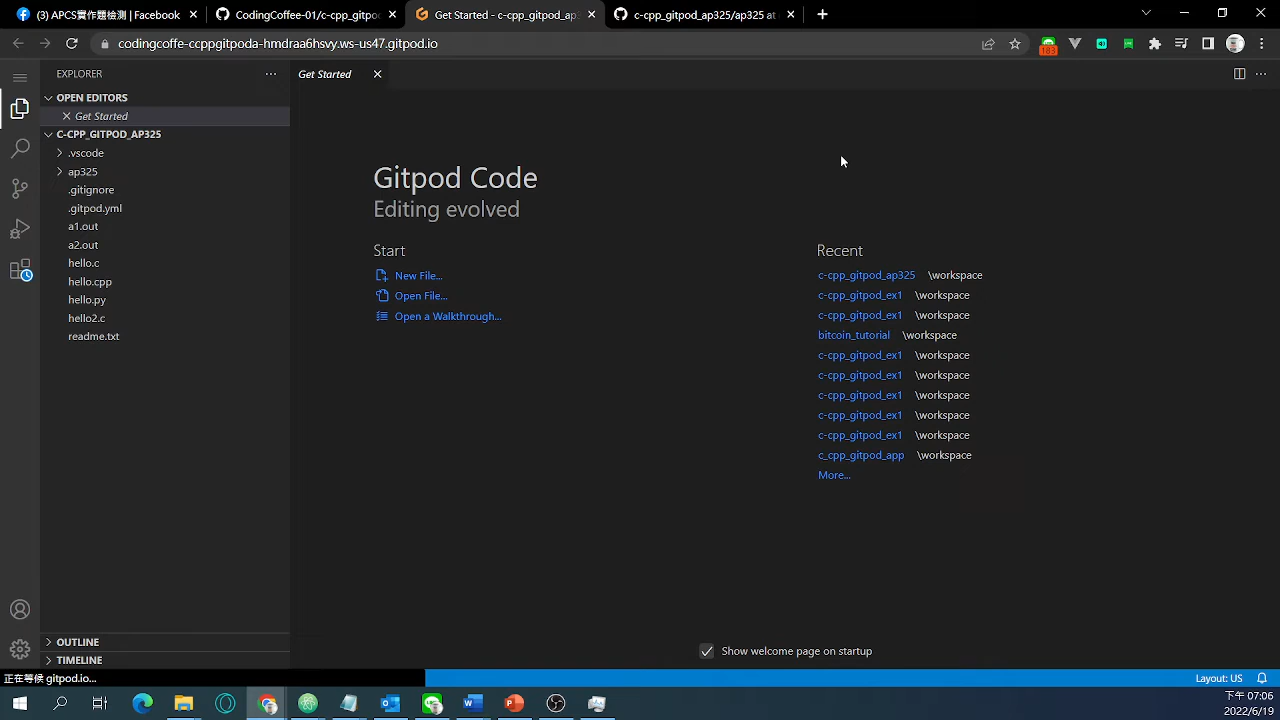 (3) APCS實作題檢測 | Facebook
CodingCoffee-01/c-cpp_gitpod
Get Started - c-cpp_gitpod_ap3
c-cpp_gitpod_ap325/ap325 at
codingcoffe-ccppgitpoda-hmdraa6hsvy.ws-us47.gitpod.io
183
EXPLORER
Get Started
OPEN EDITORS
Get Started
C-CPP_GITPOD_AP325
.vscode
ap325
.gitignore
.gitpod.yml
a1.out
a2.out
hello.c
hello.cpp
hello.py
hello2.c
readme.txt
Gitpod Code
Editing evolved
Start
New File...
Open File...
Open a Walkthrough...
Recent
c-cpp_gitpod_ap325 \workspace
c-cpp_gitpod_ex1 \workspace
c-cpp_gitpod_ex1 \workspace
bitcoin_tutorial \workspace
c-cpp_gitpod_ex1 \workspace
c-cpp_gitpod_ex1 \workspace
c-cpp_gitpod_ex1 \workspace
c-cpp_gitpod_ex1 \workspace
c-cpp_gitpod_ex1 \workspace
c_cpp_gitpod_app \workspace
More...
Show welcome page on startup
OUTLINE
TIMELINE
正在等候 gitpod.io...
Layout: US
下午 07:06
2022/6/19